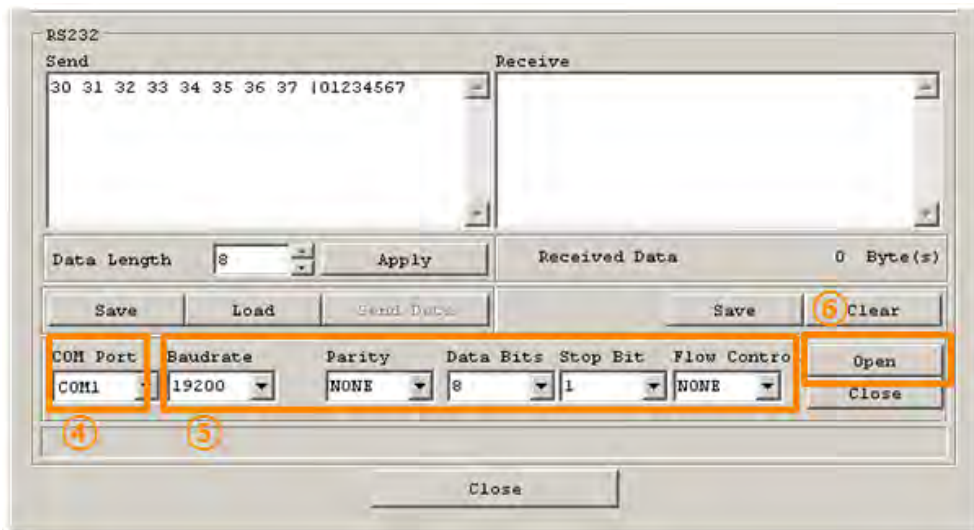 RS232
Send Receive
30 31 32 33 34 35 36 37 |01234567
Data Length 8 Apply Received Data 0 Byte(s)
Save Load Send Data Save ⑥ Clear
COM Port Baudrate Parity Data Bits Stop Bit Flow Contro Open
COM1 19200 NONE 8 1 NONE Close
④ ⑤
Close